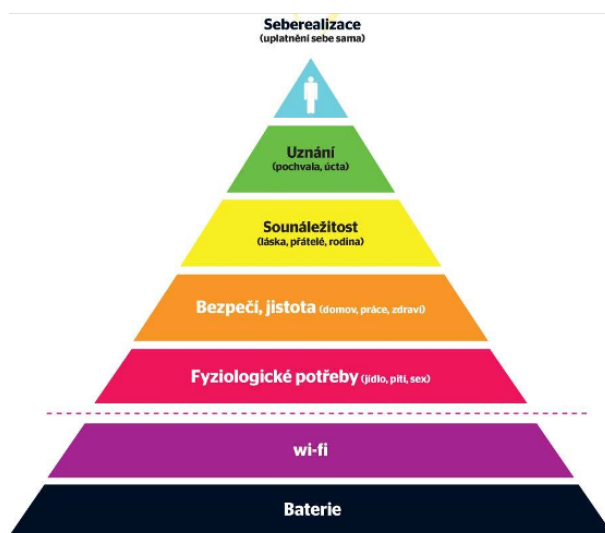 Seberealizace
(uplatnění sebe sama)
Uznání
(pochvala, úcta)
Sounáležitost
(láska, přátelé, rodina)
Bezpečí, jistota (domov, práce, zdraví)
Fyziologické potřeby (jídlo, pití, sex)
wi-fi
Baterie